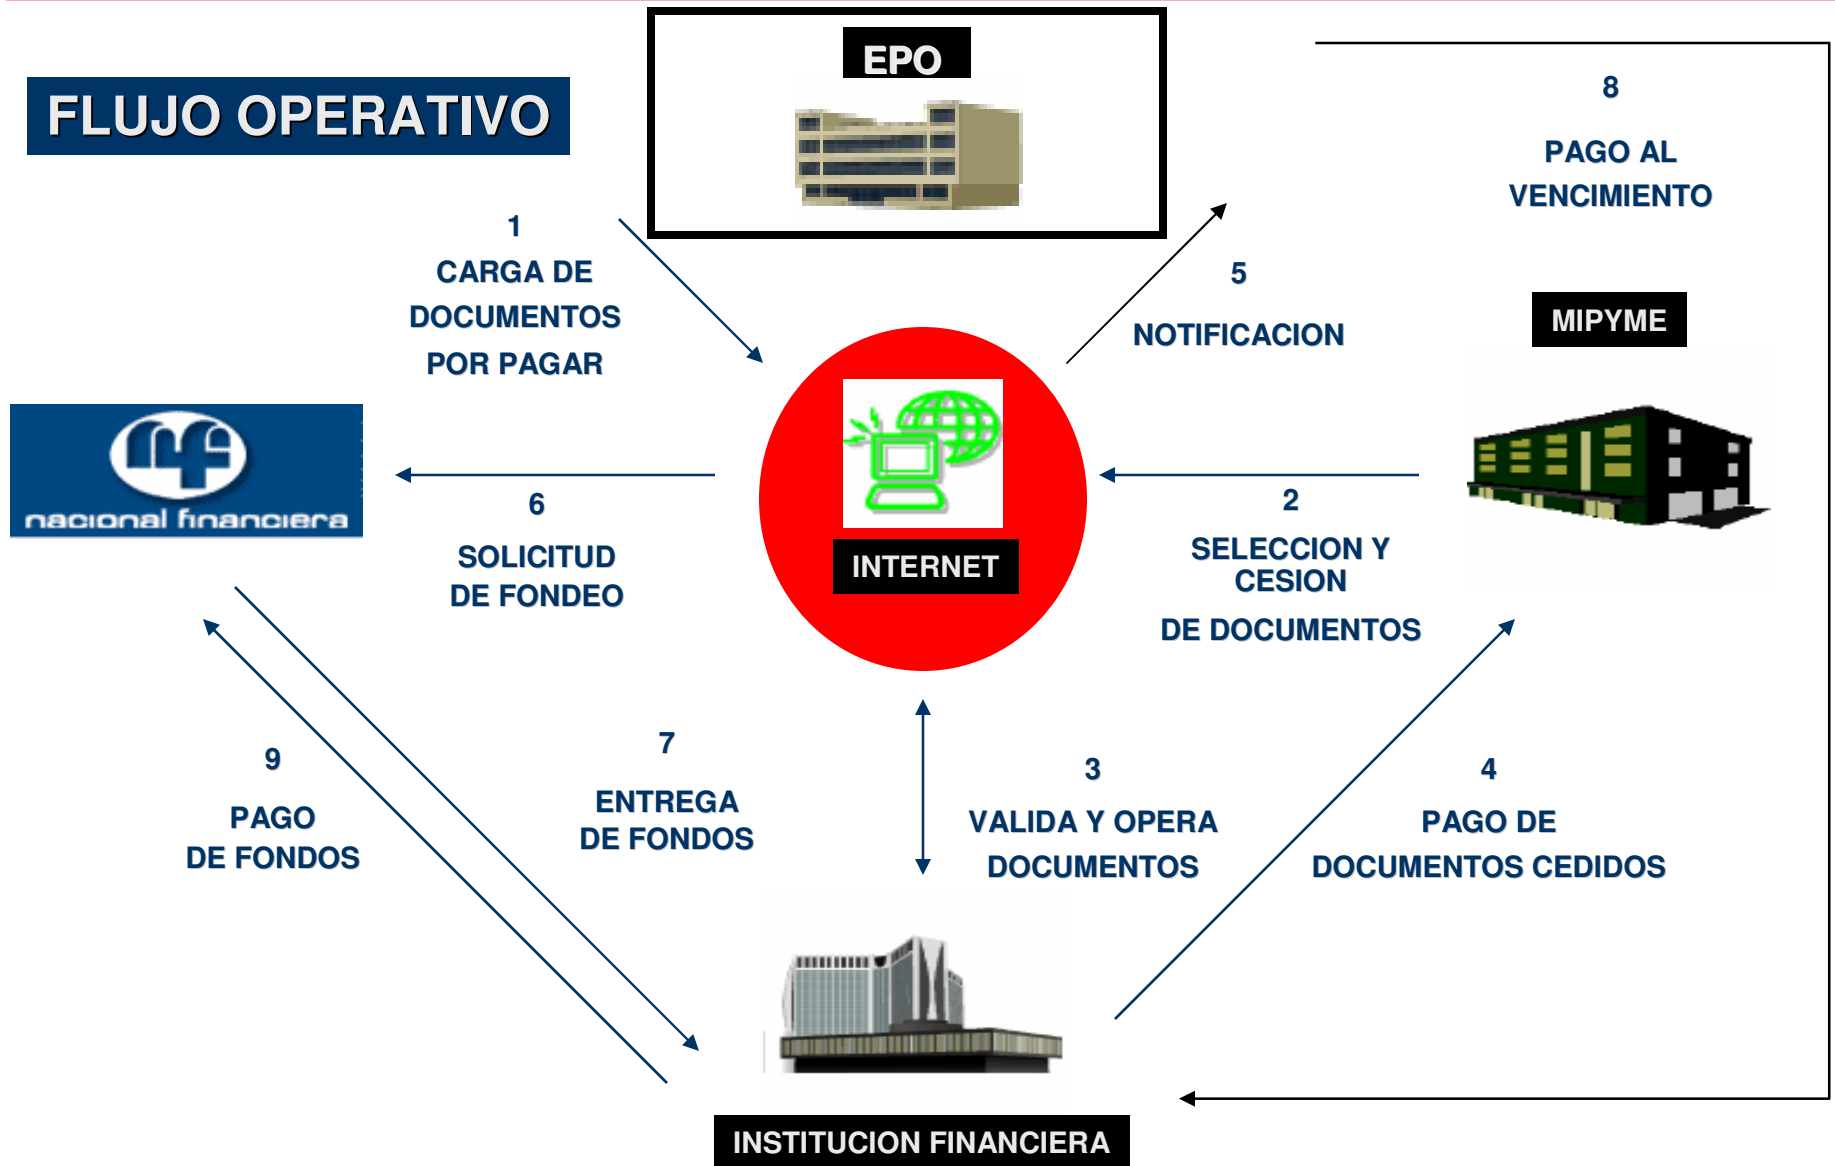 EPO
FLUJO OPERATIVO
8
PAGO AL
VENCIMIENTO
1
CARGA DE
DOCUMENTOS
POR PAGAR
5
NOTIFICACION
MIPYME
nacional financiera
6
SOLICITUD
DE FONDEO
INTERNET
2
SELECCION Y
CESION
DE DOCUMENTOS
9
PAGO
DE FONDOS
7
ENTREGA
DE FONDOS
3
VALIDA Y OPERA
DOCUMENTOS
4
PAGO DE
DOCUMENTOS CEDIDOS
INSTITUCION FINANCIERA